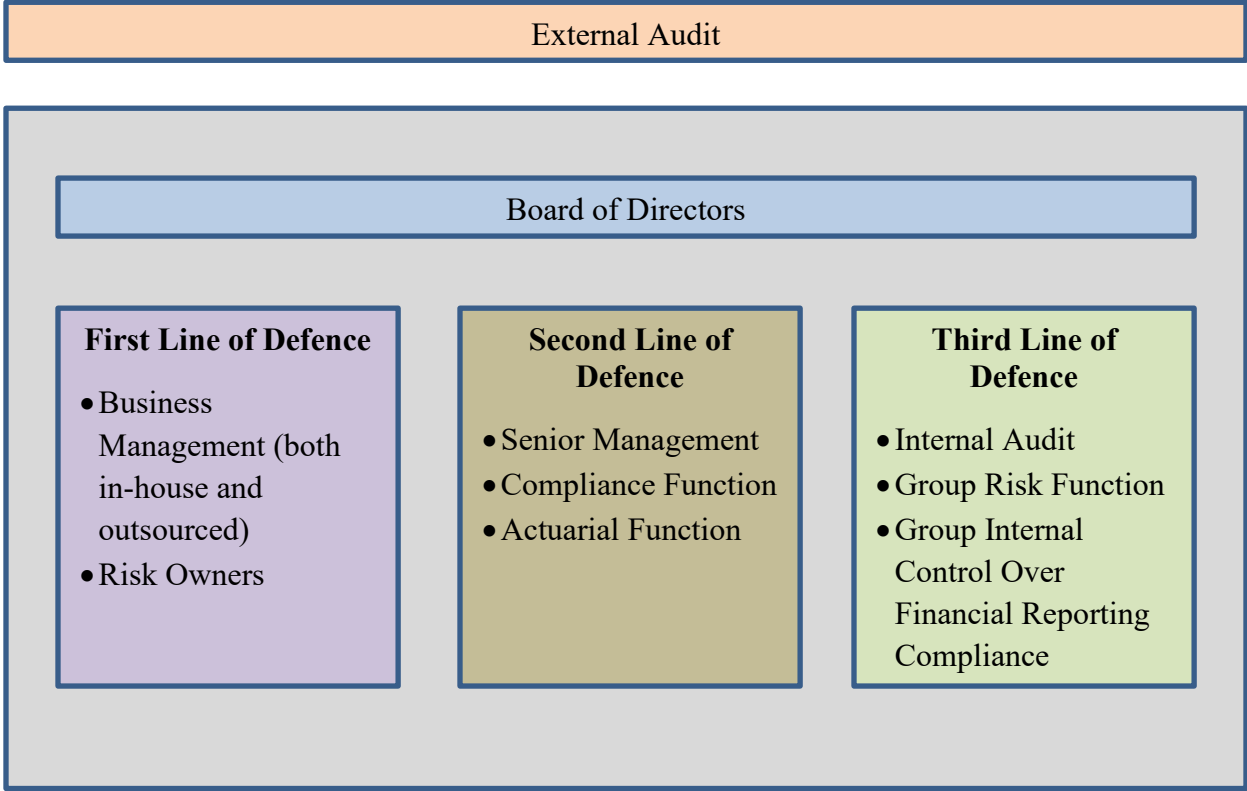 External Audit
Board of Directors
First Line of Defence
• Business
Management (both
in-house and
outsourced)
• Risk Owners
Second Line of
Defence
• Senior Management
• Compliance Function
• Actuarial Function
Third Line of
Defence
• Internal Audit
• Group Risk Function
• Group Internal
Control Over
Financial Reporting
Compliance